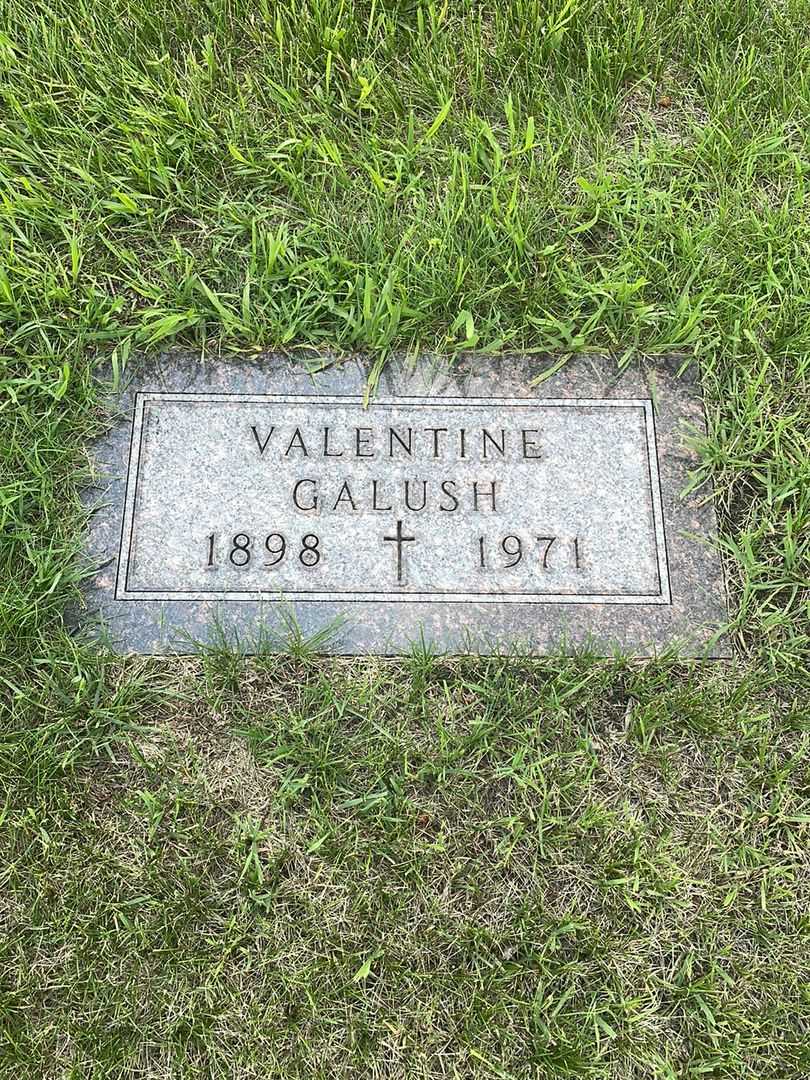 VALENTINE
GALUSH
1898 1971